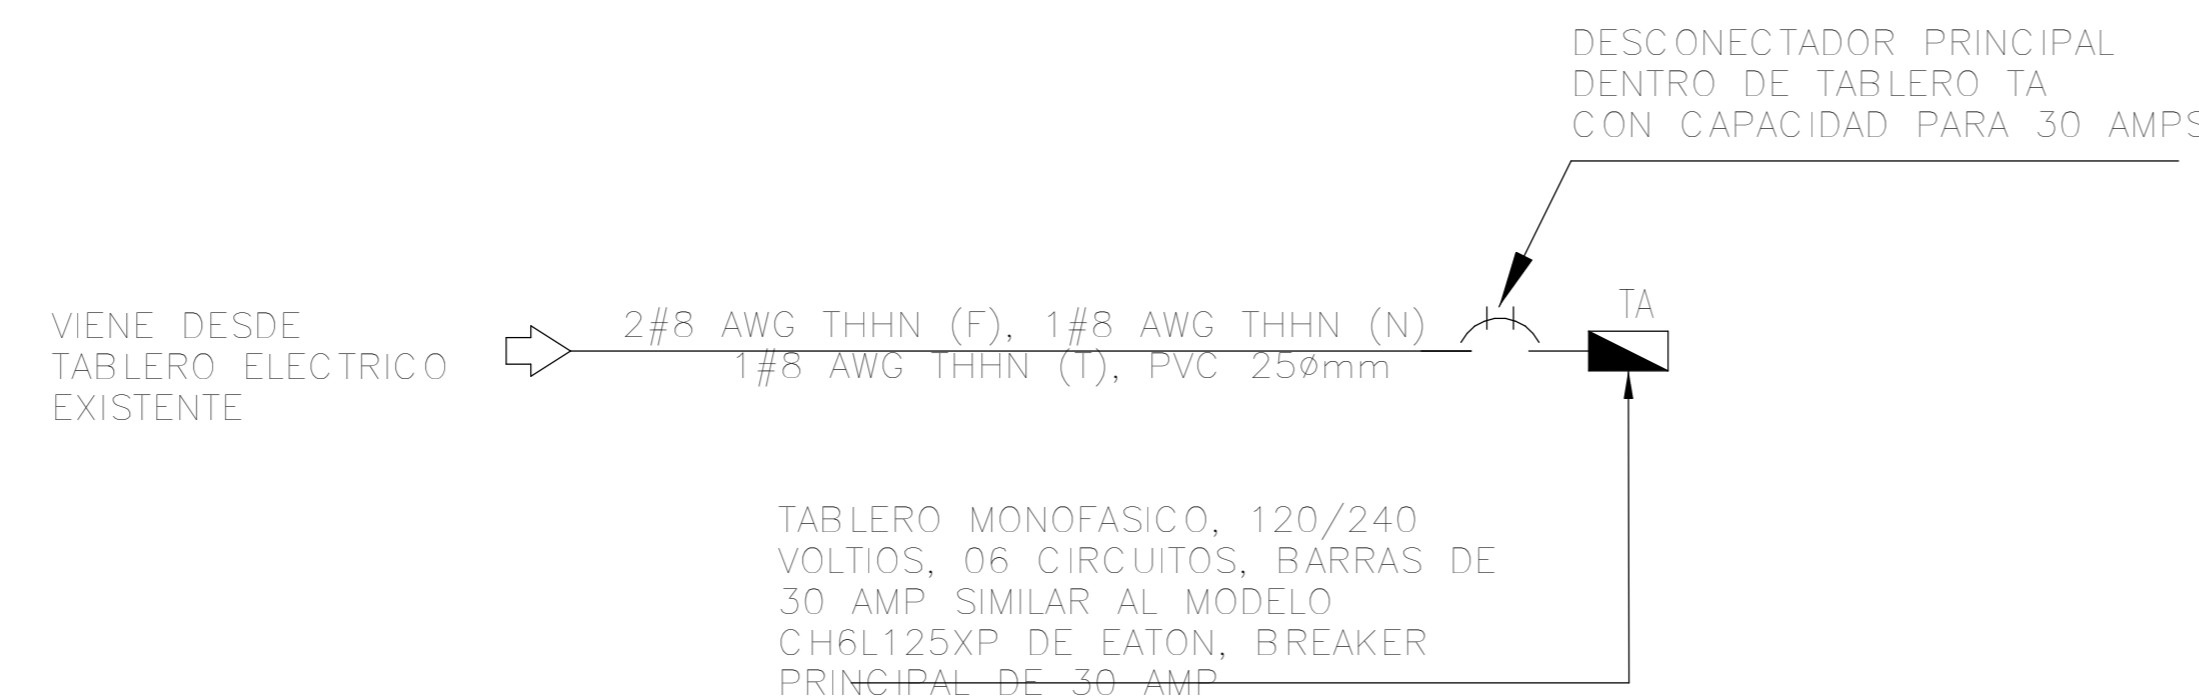 DESCONECTADOR PRINCIPAL
DENTRO DE TABLERO TA
CON CAPACIDAD PARA 30 AMPS
VIENE DESDE
TABLERO ELECTRICO
EXISTENTE
2#8 AWG THHN (F), 1#8 AWG THHN (N)
1#8 AWG THHN (T), PVC 25ømm
TA
TABLERO MONOFASICO, 120/240
VOLTIOS, 06 CIRCUITOS, BARRAS DE
30 AMP SIMILAR AL MODELO
CH6L125XP DE EATON, BREAKER
PRINCIPAL DE 30 AMP